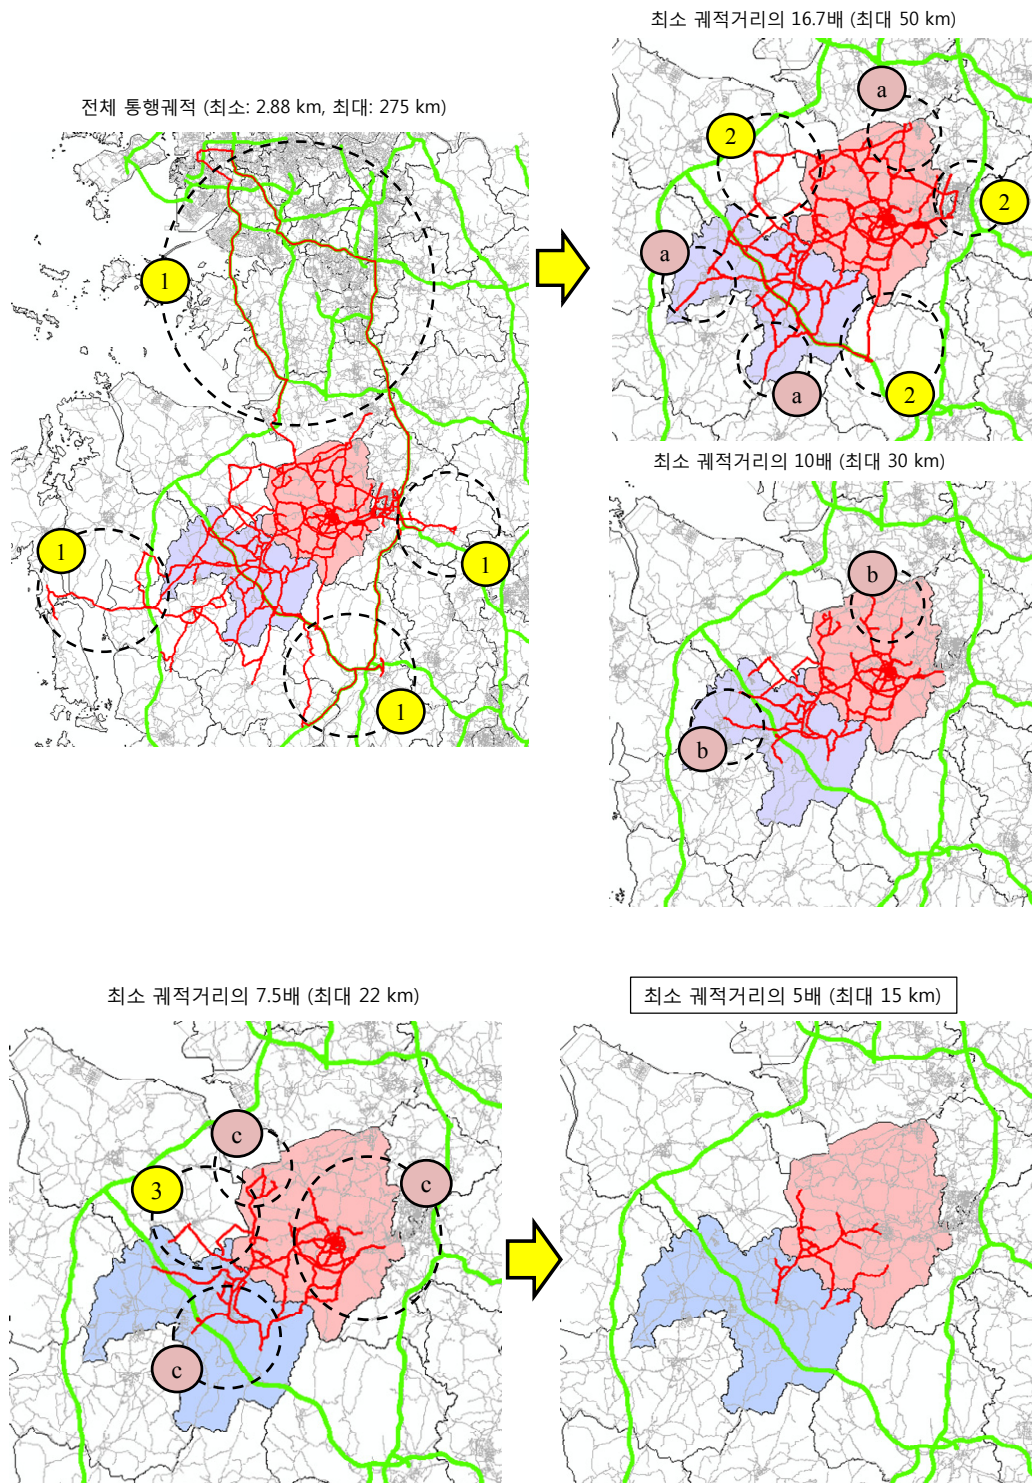 최소 궤적거리의 16.7배 (최대 50 km)
전체 통행궤적 (최소: 2.88 km, 최대: 275 km)
a
2
2
a
a
2
1
1
1
1
최소 궤적거리의 10배 (최대 30 km)
b
b
최소 궤적거리의 7.5배 (최대 22 km)
최소 궤적거리의 5배 (최대 15 km)
c
3
c
c